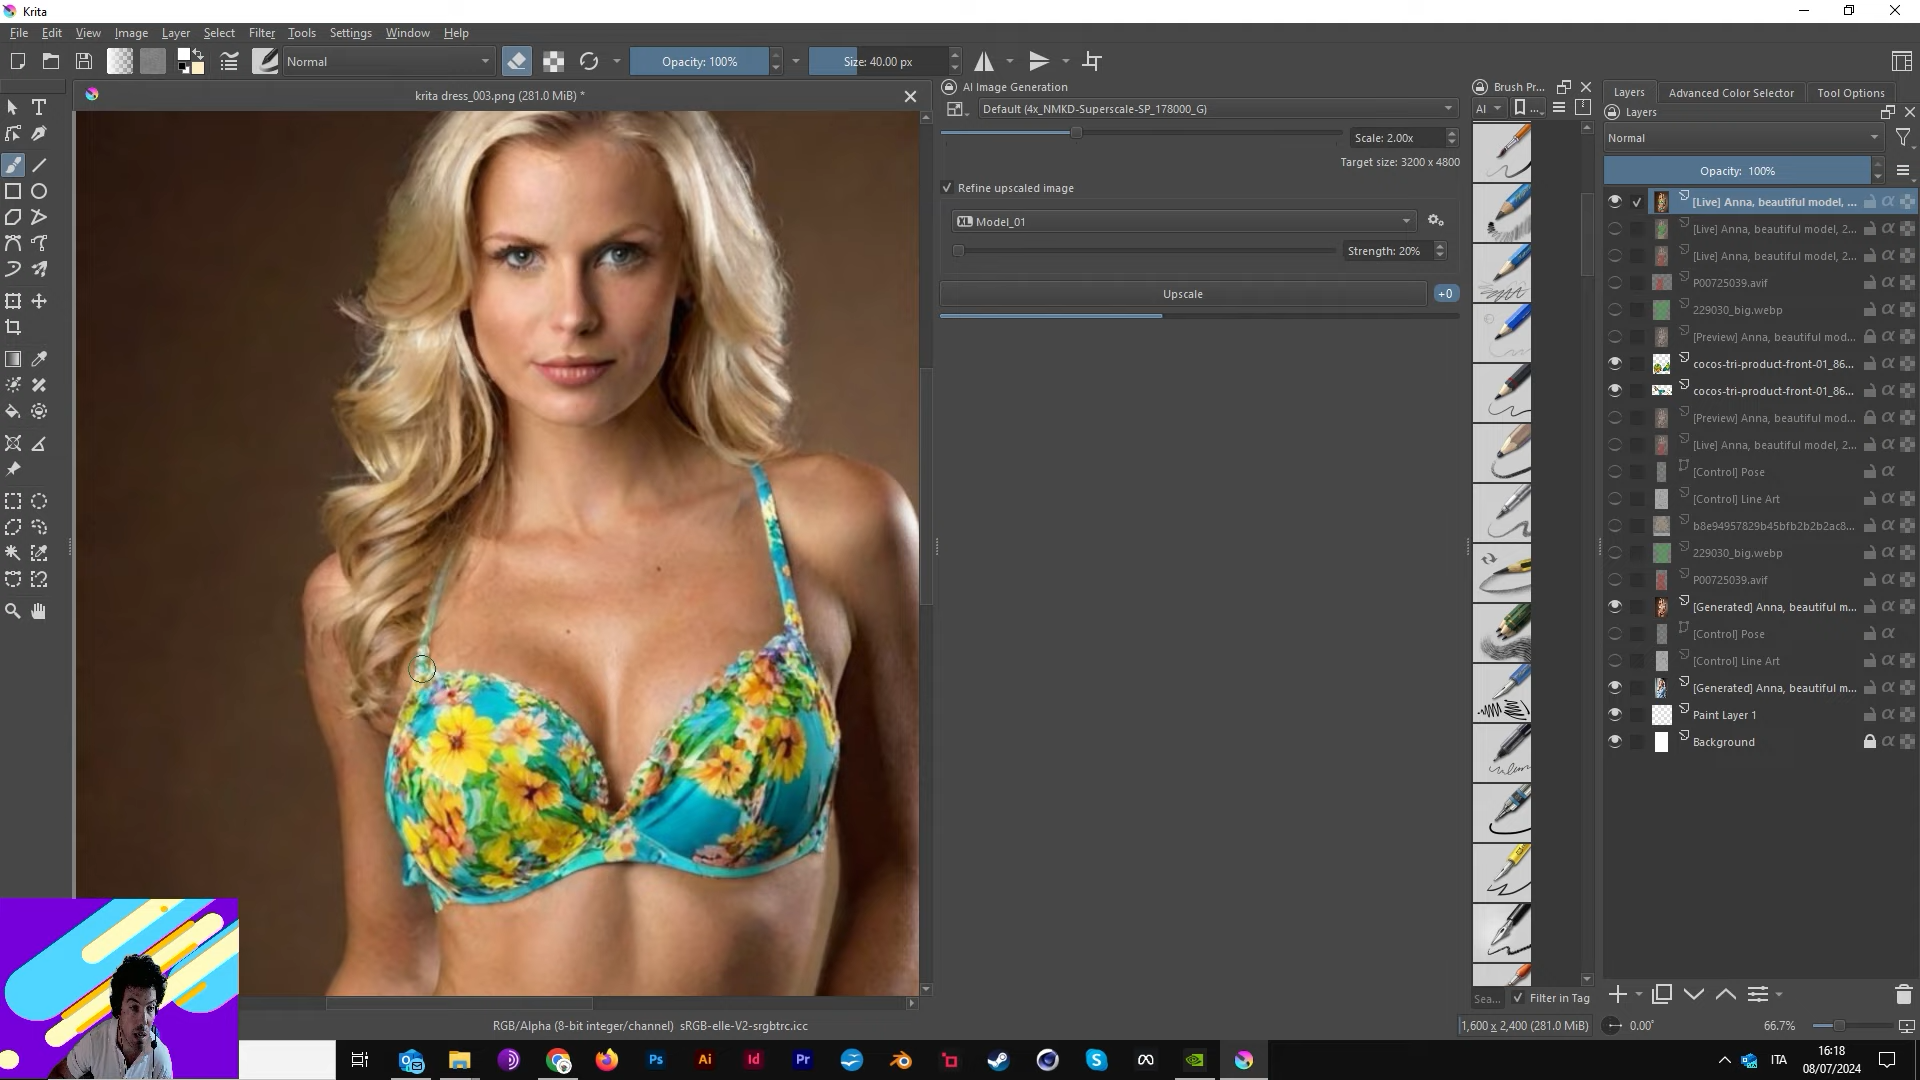 Krita
File Edit View Image Layer Select Filter Tools Settings Window Help
Normal
Opacity: 100%
Size: 40.00 px
krita dress_003.png (281.0 MiB) *
AI Image Generation
Default (4x_NMKD-Superscale-SP_178000_G)
Scale: 2.00x
Target size: 3200 x 4800
Refine upscaled image
XL Model_01
Strength: 20%
Upscale
+0
Brush Pr...
AI
...
Sea...
Filter in Tag
Layers Advanced Color Selector Tool Options
Layers
Normal
Opacity: 100%
[Live] Anna, beautiful model, ...
[Live] Anna, beautiful model, 2...
[Live] Anna, beautiful model, 2...
P00725039.avif
229030_big.webp
[Preview] Anna, beautiful mod...
cocos-tri-product-front-01_86...
cocos-tri-product-front-01_86...
[Preview] Anna, beautiful mod...
[Live] Anna, beautiful model, 2...
[Control] Pose
[Control] Line Art
b8e94957829b45bfb2b2b2ac8...
229030_big.webp
P00725039.avif
[Generated] Anna, beautiful m...
[Control] Pose
[Control] Line Art
[Generated] Anna, beautiful m...
Paint Layer 1
Background
RGB/Alpha (8-bit integer/channel) sRGB-elle-V2-srgbtrc.icc
1,600 x 2,400 (281.0 MiB)
0.00°
66.7%
Ps
Ai
Id
Pr
ITA
16:18
08/07/2024